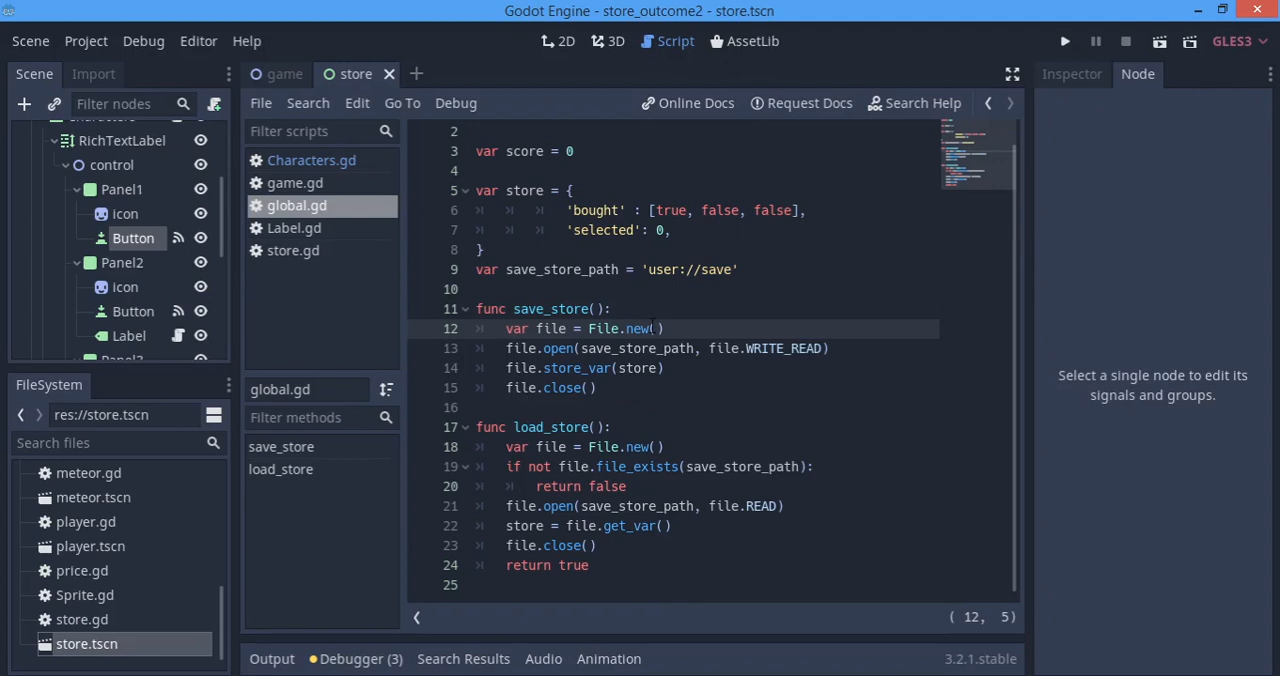 Godot Engine - store_outcome2 - store.tscn
Scene Project Debug Editor Help
2D 3D Script AssetLib
GLES3
Scene Import
Filter nodes
RichTextLabel
control
Panel1
icon
Button
Panel2
icon
Button
Label
FileSystem
res://store.tscn
Search files
meteor.gd
meteor.tscn
player.gd
player.tscn
price.gd
Sprite.gd
store.gd
store.tscn
game store
File Search Edit Go To Debug
Online Docs Request Docs Search Help
Filter scripts
Characters.gd
game.gd
global.gd
Label.gd
store.gd
global.gd
Filter methods
save_store
load_store
2
3 var score = 0
4
5 var store = {
6 'bought' : [true, false, false],
7 'selected': 0,
8 }
9 var save_store_path = 'user://save'
10
11 func save_store():
12 var file = File.new()
13 file.open(save_store_path, file.WRITE_READ)
14 file.store_var(store)
15 file.close()
16
17 func load_store():
18 var file = File.new()
19 if not file.file_exists(save_store_path):
20 return false
21 file.open(save_store_path, file.READ)
22 store = file.get_var()
23 file.close()
24 return true
25
( 12, 5)
Output Debugger (3) Search Results Audio Animation
3.2.1.stable
Inspector Node
Select a single node to edit its
signals and groups.